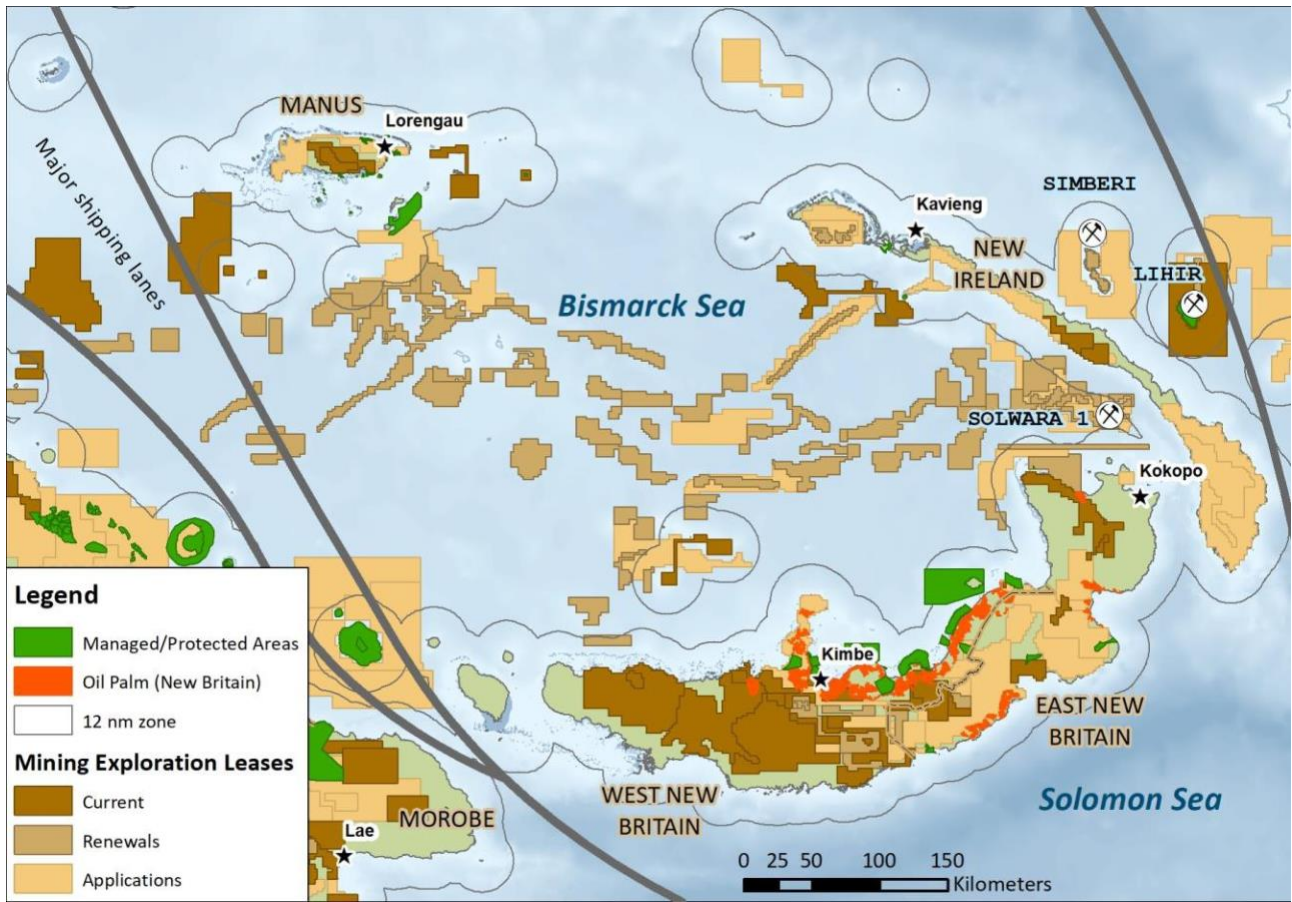 MANUS
Lorengau
Major shipping lanes
SIMBERI
Kavieng
NEW
IRELAND
LIHIR
Bismarck Sea
SOLWARA 1
Kokopo
Kimbe
EAST NEW
BRITAIN
WEST NEW
BRITAIN
Solomon Sea
MOROBE
Lae
Legend
Managed/Protected Areas
Oil Palm (New Britain)
12 nm zone
Mining Exploration Leases
Current
Renewals
Applications
0 25 50 100 150
Kilometers